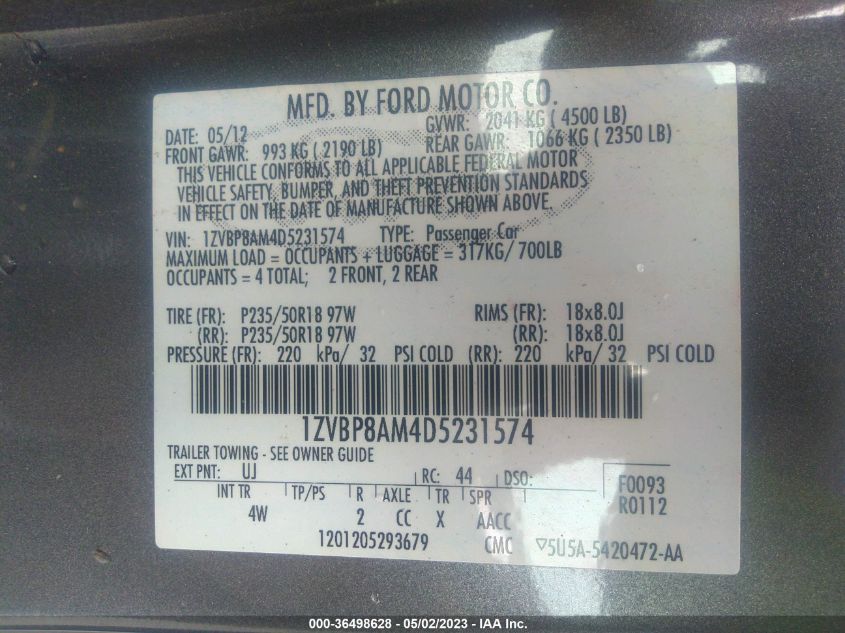 MFD. BY FORD MOTOR CO.
DATE: 05/12 GVWR: 2041 KG ( 4500 LB)
FRONT GAWR: 993 KG ( 2190 LB) REAR GAWR: 1066 KG ( 2350 LB)
THIS VEHICLE CONFORMS TO ALL APPLICABLE FEDERAL MOTOR
VEHICLE SAFETY, BUMPER, AND THEFT PREVENTION STANDARDS
IN EFFECT ON THE DATE OF MANUFACTURE SHOWN ABOVE.
VIN: 1ZVBP8AM4D5231574 TYPE: Passenger Car
MAXIMUM LOAD = OCCUPANTS + LUGGAGE = 317KG/ 700LB
OCCUPANTS = 4 TOTAL; 2 FRONT, 2 REAR
TIRE (FR): P235/50R18 97W RIMS (FR): 18x8.0J
(RR): P235/50R18 97W (RR): 18x8.0J
PRESSURE (FR): 220 kPa/ 32 PSI COLD (RR): 220 kPa/ 32 PSI COLD
1ZVBP8AM4D5231574
TRAILER TOWING - SEE OWNER GUIDE
EXT PNT: UJ RC: 44 DSO: F0093
INT TR TP/PS R AXLE TR SPR R0112
4W 2 CC X AACC
1201205293679 CMC ▽5U5A-5420472-AA
000-36498628 - 05/02/2023 - IAA Inc.